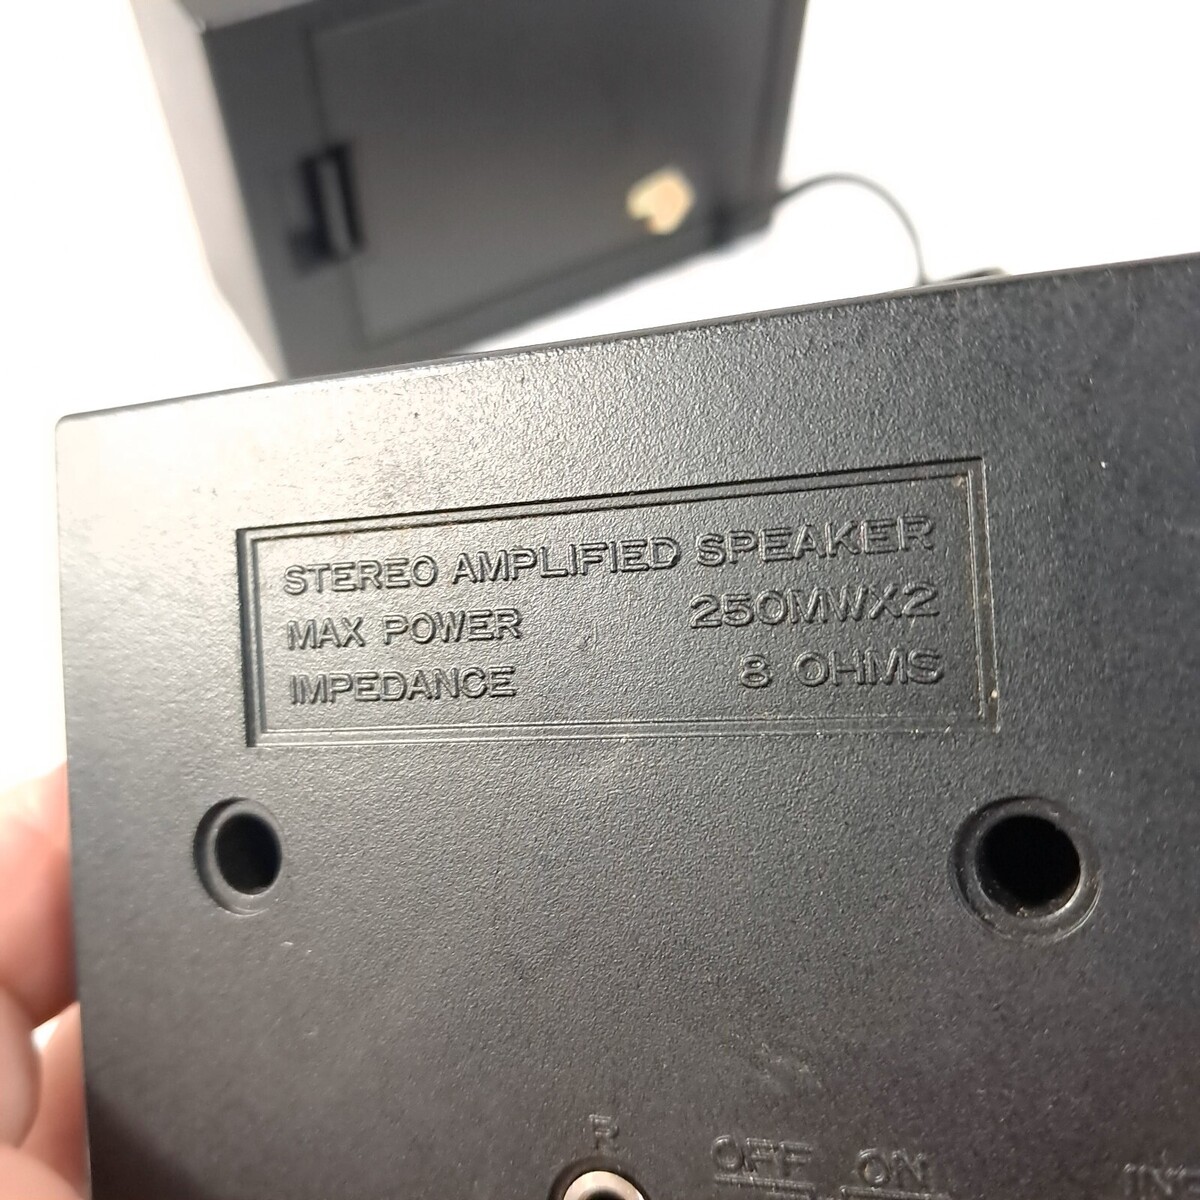 STEREO AMPLIFIED SPEAKER
MAX POWER 250MWX2
IMPEDANCE 8 OHMS
R
OFF ON